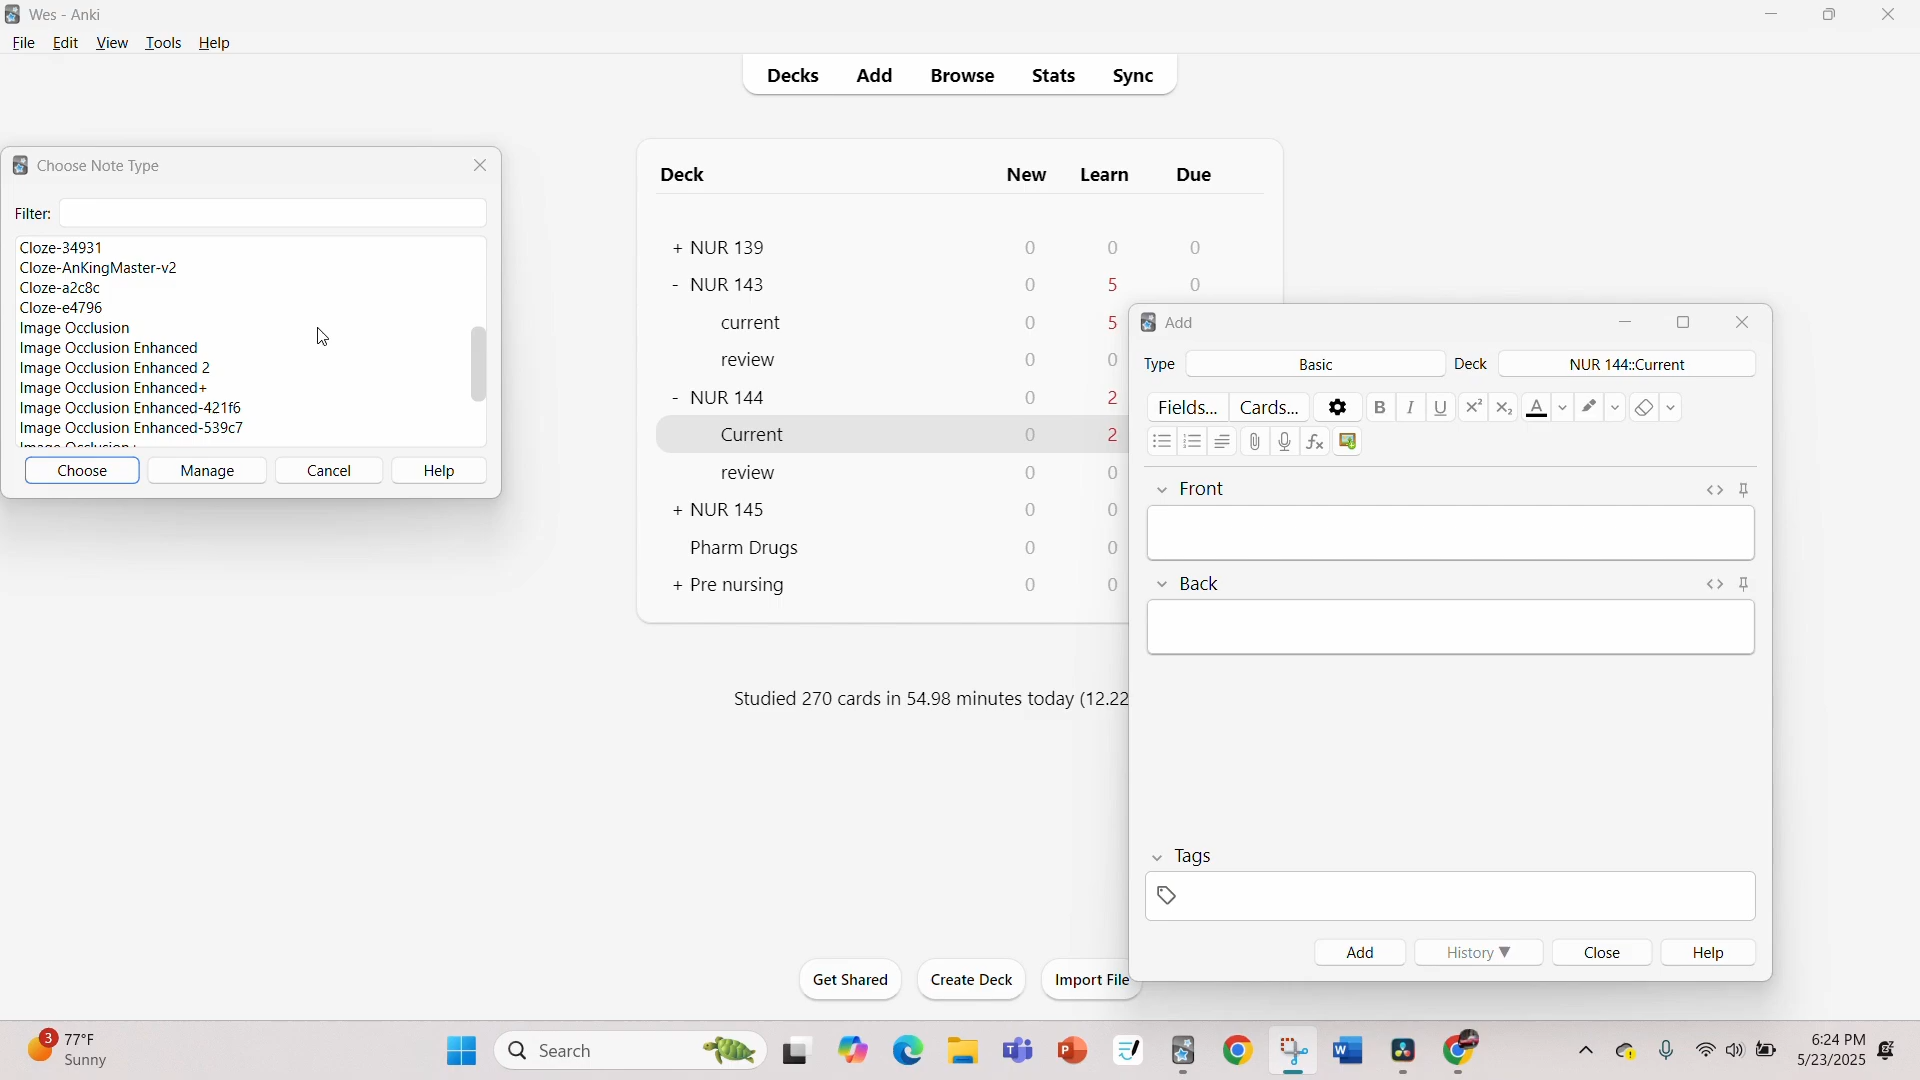 Wes - Anki
File Edit View Tools Help
Decks Add Browse Stats Sync
Choose Note Type
Filter:
Cloze-34931
Cloze-AnKingMaster-v2
Cloze-a2c8c
Cloze-e4796
Image Occlusion
Image Occlusion Enhanced
Image Occlusion Enhanced 2
Image Occlusion Enhanced+
Image Occlusion Enhanced-421f6
Image Occlusion Enhanced-539c7
Image Occlusion+
Choose Manage Cancel Help
Deck New Learn Due
+ NUR 139 0 0 0
- NUR 143 0 5 0
current 0 5
review 0 0
- NUR 144 0 2
Current 0 2
review 0 0
+ NUR 145 0 0
Pharm Drugs 0 0
+ Pre nursing 0 0
Studied 270 cards in 54.98 minutes today (12.22
Get Shared Create Deck Import File
Add
Type Basic Deck NUR 144::Current
Fields... Cards... B I U X² X₂ A
fx
Front
Back
Tags
Add History ▼ Close Help
3 77°F
Sunny
Search
6:24 PM
5/23/2025